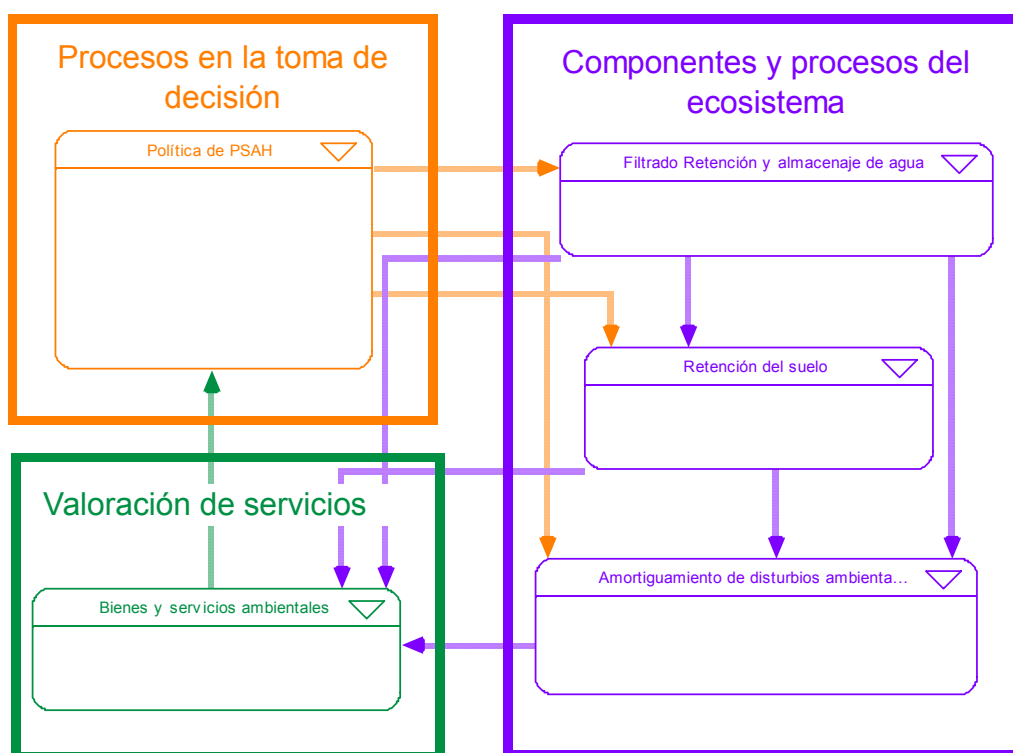 Procesos en la toma de
decisión
Política de PSAH
Componentes y procesos del
ecosistema
Filtrado Retención y almacenaje de agua
Retención del suelo
Amortiguamiento de disturbios ambienta...
Valoración de servicios
Bienes y servicios ambientales